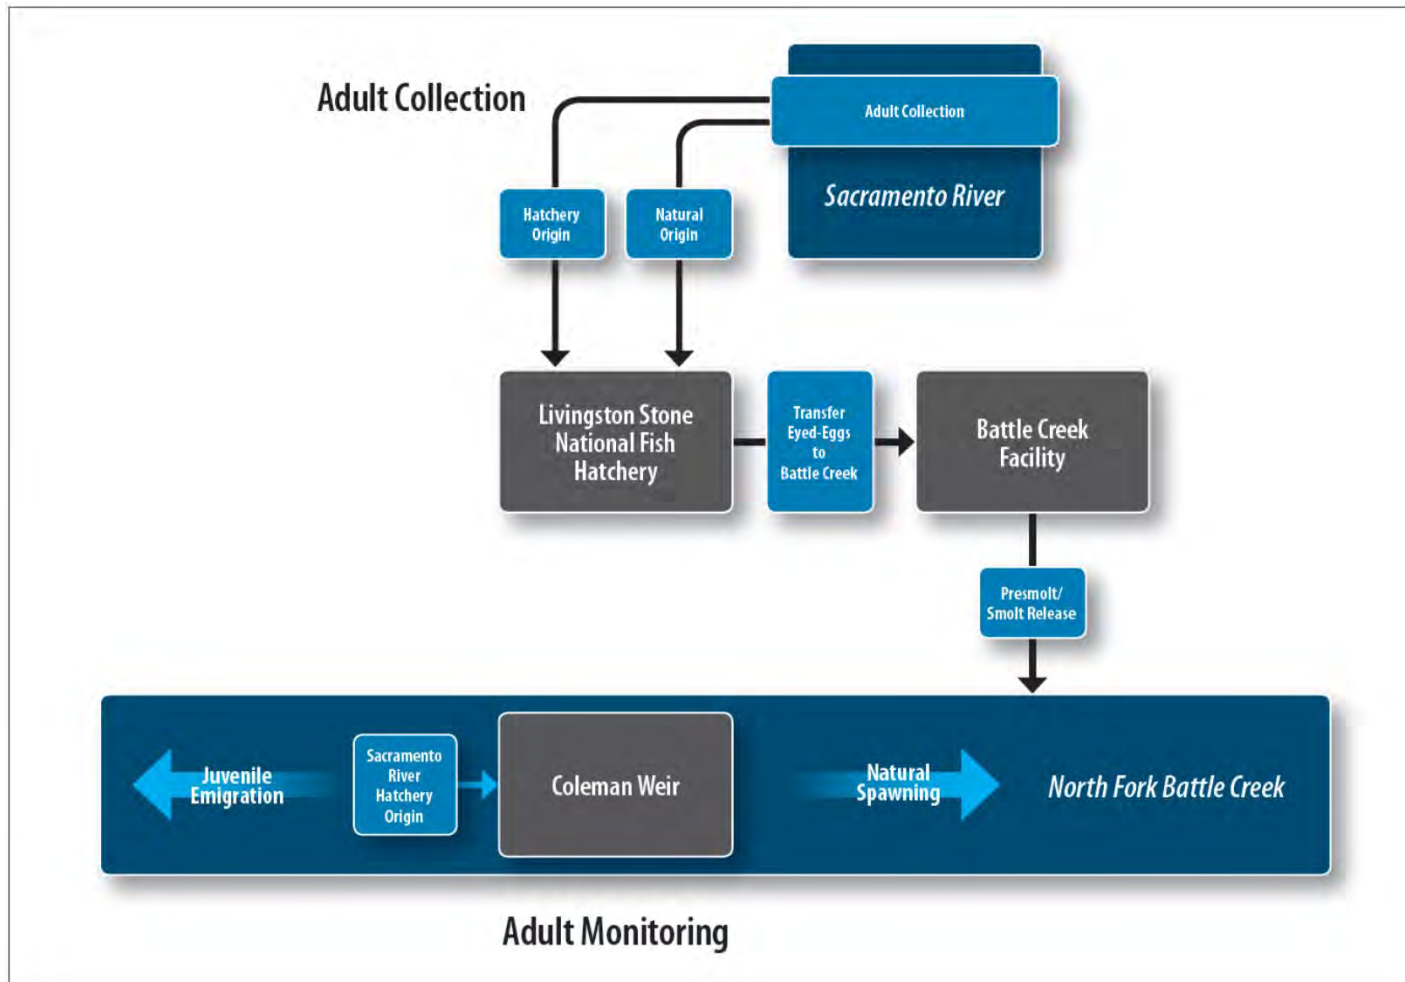 Adult Collection
Adult Collection
Sacramento River
Hatchery
Origin
Natural
Origin
Livingston Stone
National Fish
Hatchery
Transfer
Eyed-Eggs
to
Battle Creek
Battle Creek
Facility
Presmolt/
Smolt Release
Juvenile
Emigration
Sacramento
River
Hatchery
Origin
Coleman Weir
Natural
Spawning
North Fork Battle Creek
Adult Monitoring